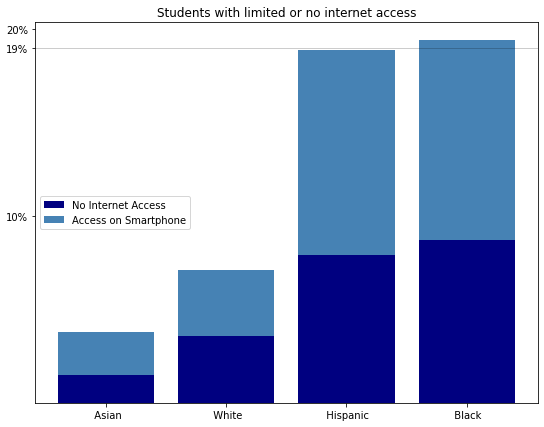 Students with limited or no internet access
20%
19%
10%
No Internet Access
Access on Smartphone
Asian White Hispanic Black